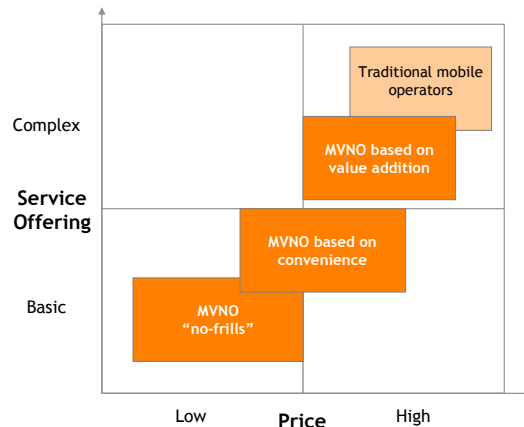 Traditional mobile
operators
Complex
MVNO based on
value addition
Service
Offering
MVNO based on
convenience
Basic
MVNO
“no-frills”
Low
Price
High